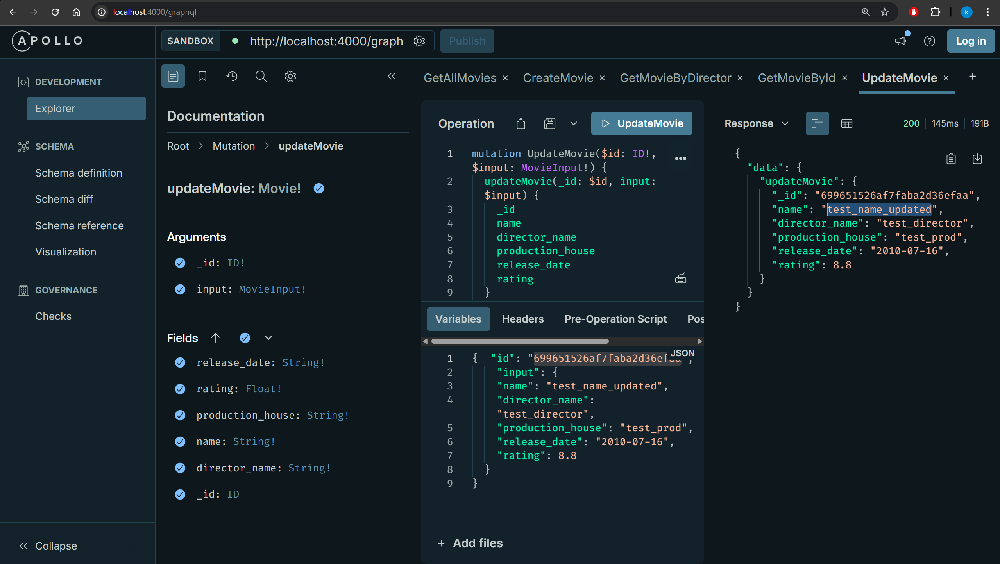 localhost:4000/graphql
k
APOLLO
SANDBOX
http://localhost:4000/graph
Publish
Log in
DEVELOPMENT
Explorer
SCHEMA
Schema definition
Schema diff
Schema reference
Visualization
GOVERNANCE
Checks
Collapse
GetAllMovies
CreateMovie
GetMovieByDirector
GetMovieById
UpdateMovie
Documentation
Root > Mutation > updateMovie
updateMovie: Movie!
Arguments
_id: ID!
input: MovieInput!
Fields
release_date: String!
rating: Float!
production_house: String!
name: String!
director_name: String!
_id: ID
Operation
UpdateMovie
1 mutation UpdateMovie($id: ID!,
$input: MovieInput!) {
2 updateMovie(_id: $id, input:
$input) {
3 _id
4 name
5 director_name
6 production_house
7 release_date
8 rating
9 }
Variables
Headers
Pre-Operation Script
Pos
JSON
1 { "id": "699651526af7faba2d36efaa",
2 "input": {
3 "name": "test_name_updated",
4 "director_name":
"test_director",
5 "production_house": "test_prod",
6 "release_date": "2010-07-16",
7 "rating": 8.8
8 }
9 }
+ Add files
Response
200
145ms
191B
{
"data": {
"updateMovie": {
"_id": "699651526af7faba2d36efaa",
"name": "test_name_updated",
"director_name": "test_director",
"production_house": "test_prod",
"release_date": "2010-07-16",
"rating": 8.8
}
}
}